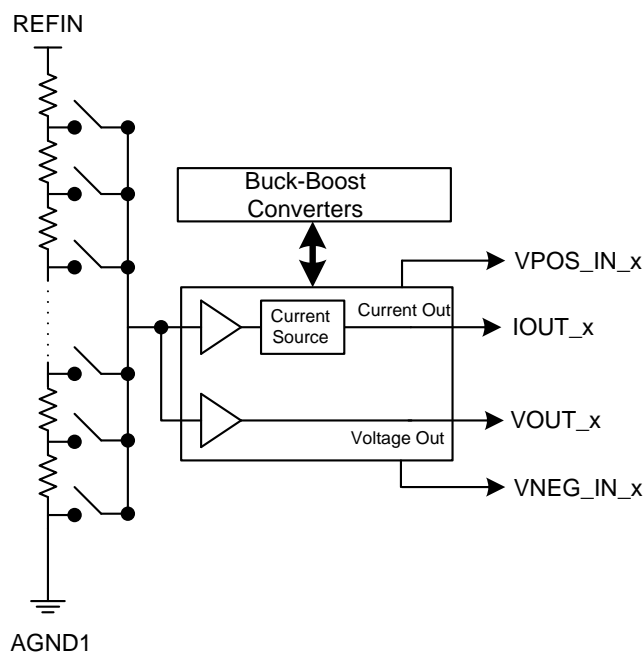 REFIN
Buck-Boost
Converters
VPOS_IN_x
Current Out
Current
Source
IOUT_x
VOUT_x
Voltage Out
VNEG_IN_x
AGND1